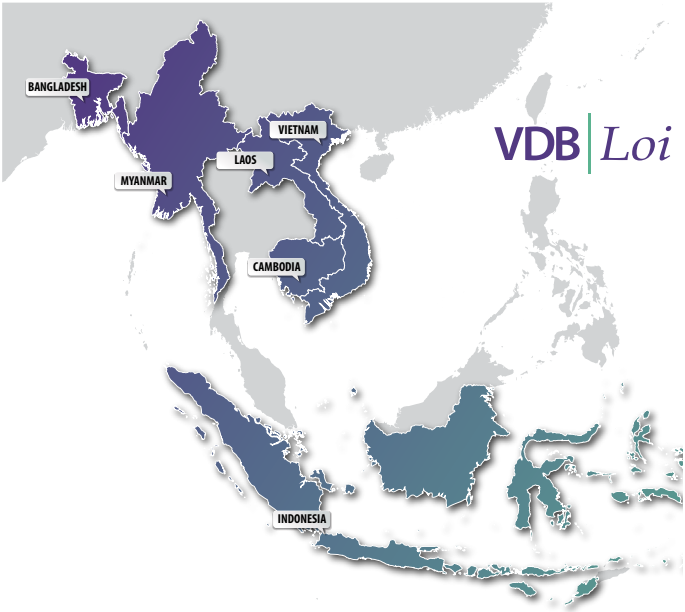 BANGLADESH
VIETNAM
VDB | Loi
LAOS
MYANMAR
CAMBODIA
INDONESIA